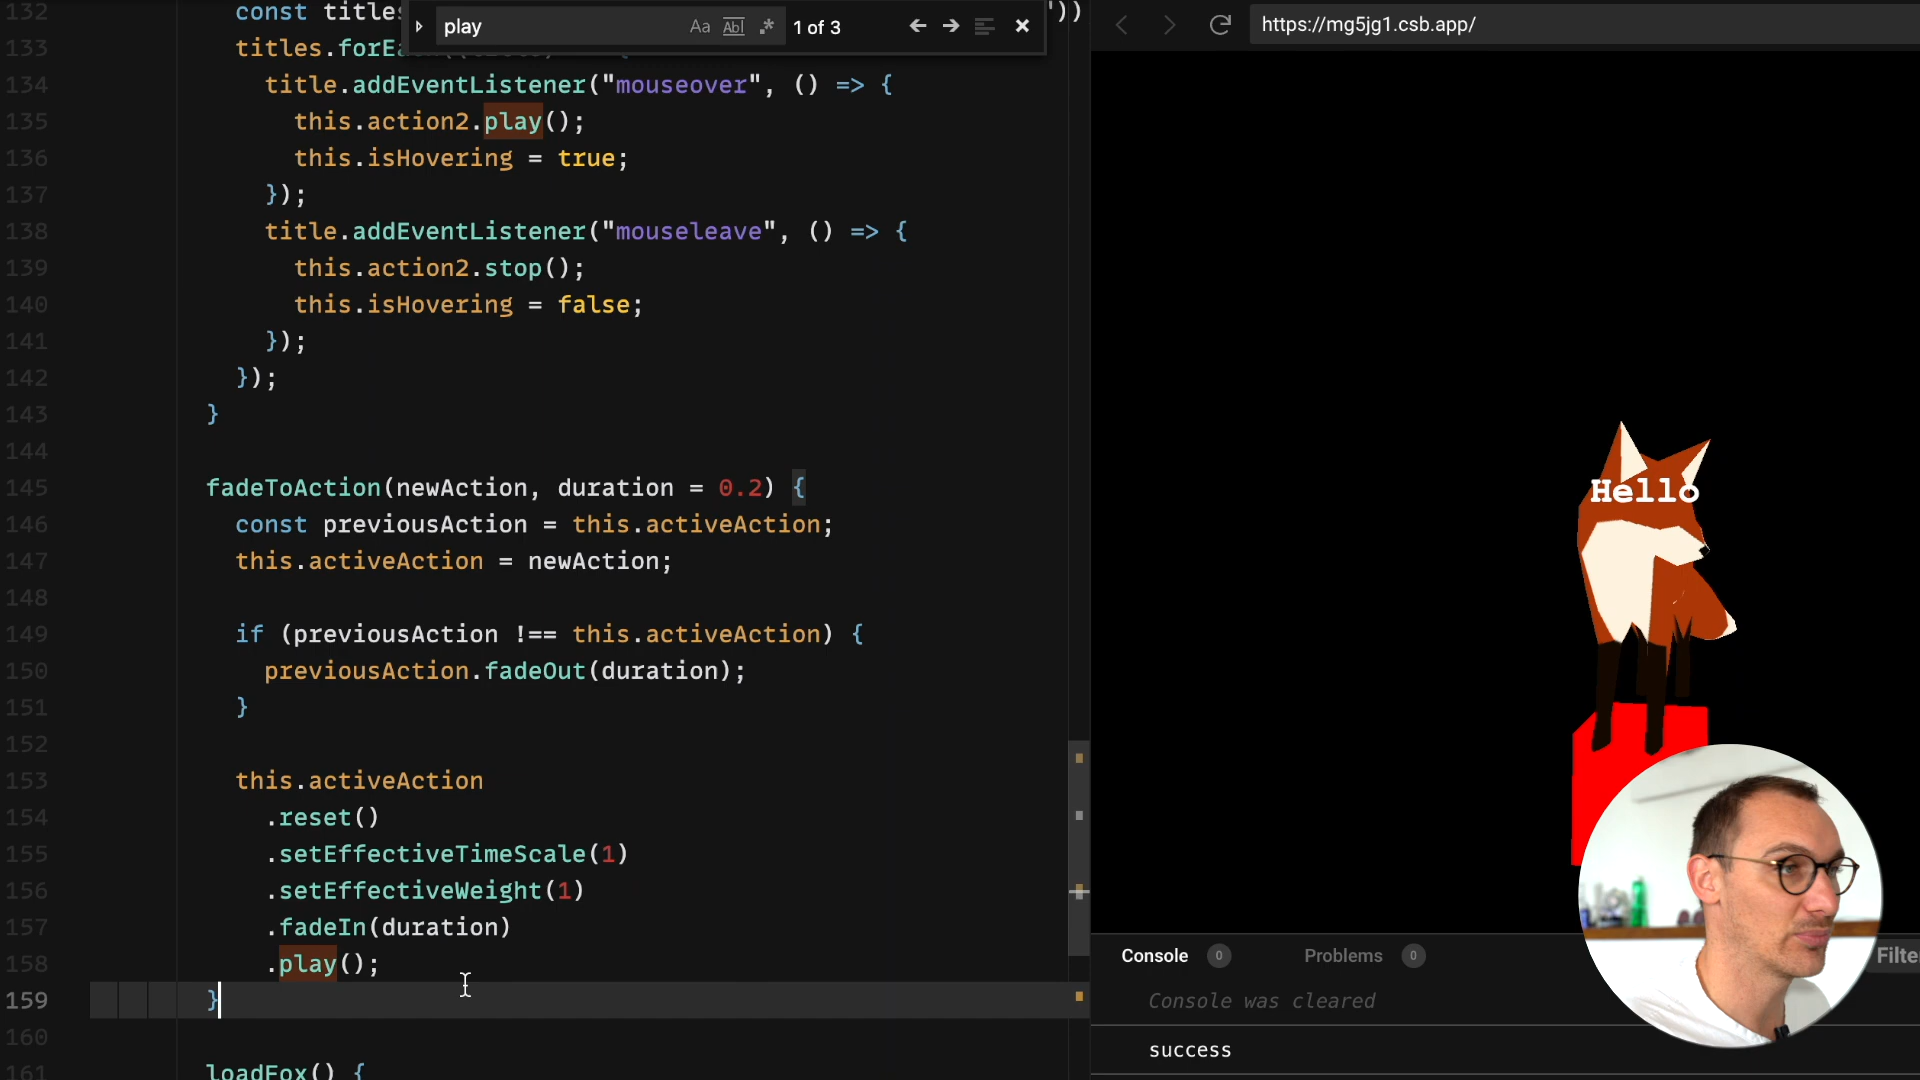 play
Aa Abl .* 1 of 3
https://mg5jg1.csb.app/
132 const titles '))
133 titles.forEa
134 title.addEventListener("mouseover", () => {
135 this.action2.play();
136 this.isHovering = true;
137 });
138 title.addEventListener("mouseleave", () => {
139 this.action2.stop();
140 this.isHovering = false;
141 });
142 });
143 }
144
145 fadeToAction(newAction, duration = 0.2) {
146 const previousAction = this.activeAction;
147 this.activeAction = newAction;
148
149 if (previousAction !== this.activeAction) {
150 previousAction.fadeOut(duration);
151 }
152
153 this.activeAction
154 .reset()
155 .setEffectiveTimeScale(1)
156 .setEffectiveWeight(1)
157 .fadeIn(duration)
158 .play();
159 }
160
161 loadFox() {
Hello
Console 0 Problems 0 Filte
Console was cleared
success